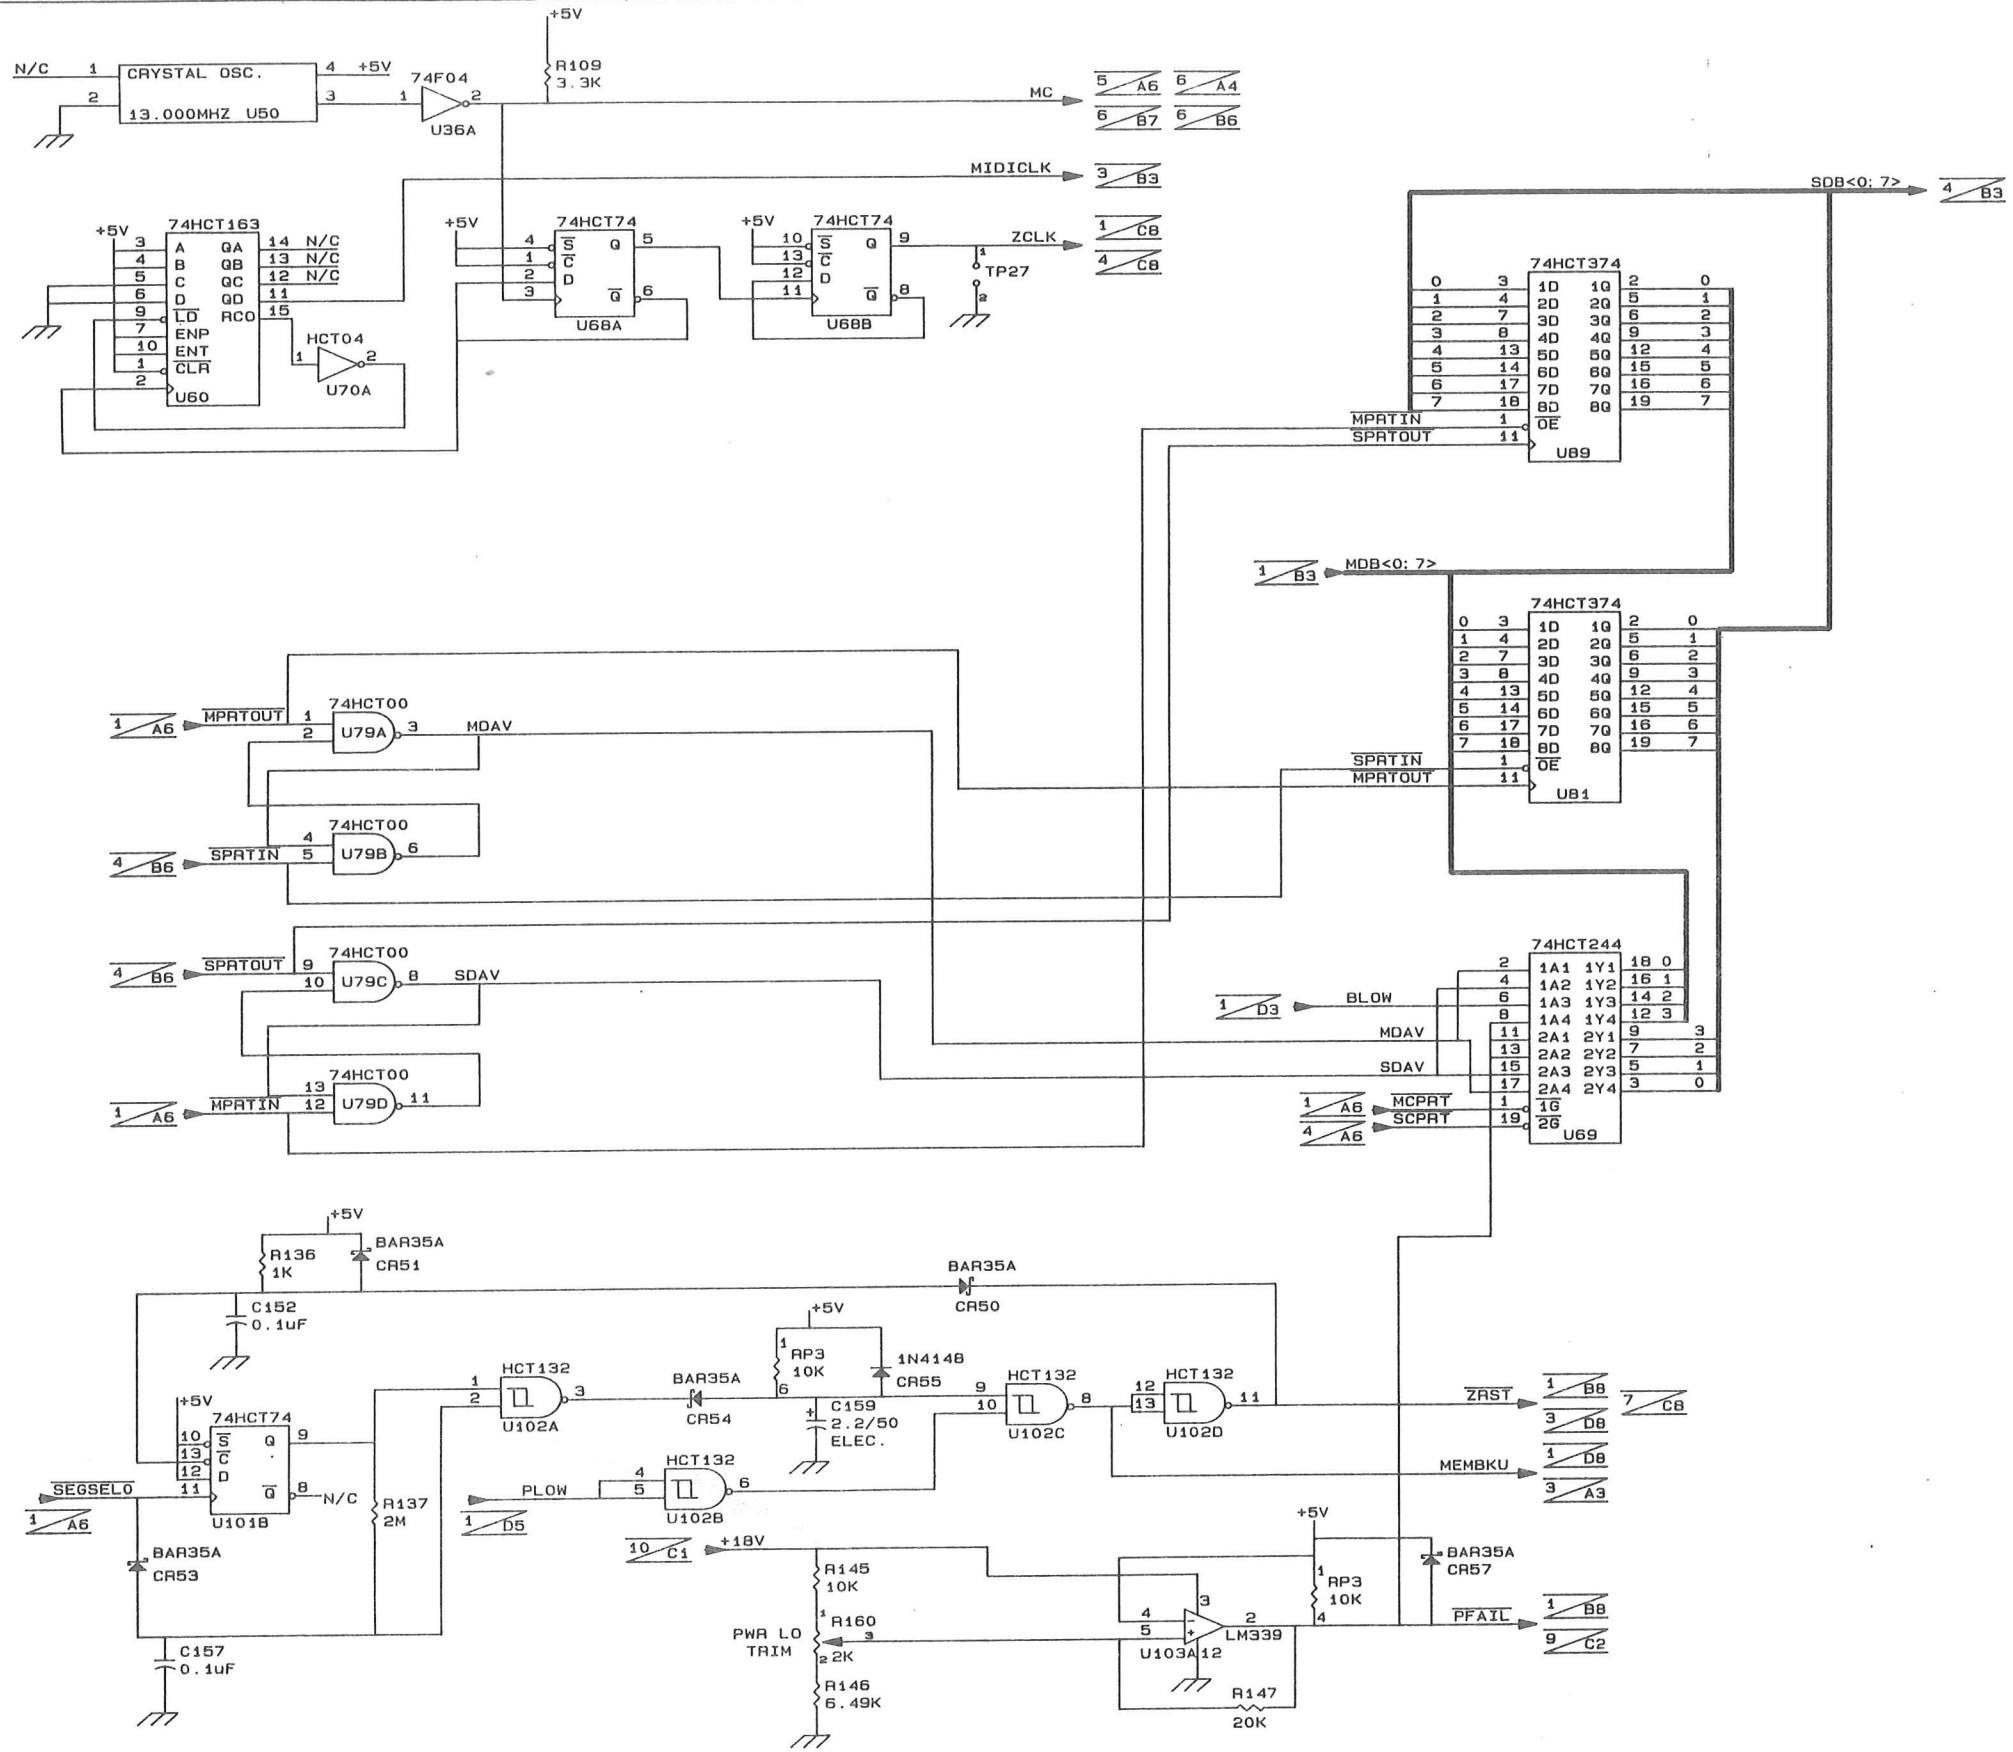 +5V
R109
3.3K
N/C 1 CRYSTAL OSC. 4 +5V
2 13.000MHZ U50 3
74F04
1 2
U36A
MC
5 A6 6 A4
6 B7 6 B6
MIDICLK
3 B3
SDB<0; 7>
4 B3
74HCT163
+5V
3 A QA 14 N/C
4 B QB 13 N/C
5 C QC 12 N/C
6 D QD 11
9 LD RCO 15
7 ENP
10 ENT
1 CLR
2
U60
HCT04
1 2
U70A
+5V
74HCT74
4 S Q 5
1 C
2 D
3 Q 6
U68A
+5V
74HCT74
10 S Q 9
13 C
12 D
11 Q 8
U68B
ZCLK
1 C8
4 C8
1
TP27
2
74HCT374
0 3 1D 1Q 2 0
1 4 2D 2Q 5 1
2 7 3D 3Q 6 2
3 8 4D 4Q 9 3
4 13 5D 5Q 12 4
5 14 6D 6Q 15 5
6 17 7D 7Q 16 6
7 18 8D 8Q 19 7
MPRTIN 1 OE
SPRTOUT 11
U89
1 B3 MDB<0; 7>
74HCT374
0 3 1D 1Q 2 0
1 4 2D 2Q 5 1
2 7 3D 3Q 6 2
3 8 4D 4Q 9 3
4 13 5D 5Q 12 4
5 14 6D 6Q 15 5
6 17 7D 7Q 16 6
7 18 8D 8Q 19 7
SPRTIN 1 OE
MPRTOUT 11
U81
74HCT00
1 A6 MPRTOUT 1
2 U79A 3 MDAV
74HCT00
4
4 B6 SPRTIN 5 U79B 6
74HCT00
4 B6 SPRTOUT 9
10 U79C 8 SDAV
74HCT00
13
1 A6 MPRTIN 12 U79D 11
74HCT244
2 1A1 1Y1 18 0
4 1A2 1Y2 16 1
1 D3 BLOW 6 1A3 1Y3 14 2
8 1A4 1Y4 12 3
MDAV 11 2A1 2Y1 9 3
13 2A2 2Y2 7 2
SDAV 15 2A3 2Y3 5 1
17 2A4 2Y4 3 0
1 A6 MCPRT 1 1G
4 A6 SCPRT 19 2G
U69
+5V
R136
1K
BAR35A
CR51
C152
0.1uF
BAR35A
CR50
+5V
74HCT74
10 S Q 9
13 C
12 D
11 Q 8 N/C
U101B
SEGSEL0
1 A6
BAR35A
CR53
R137
2M
C157
0.1uF
HCT132
1
2 3
U102A
BAR35A
CR54
+5V
1
RP3
10K
6
1N4148
CR55
+ C159
2.2/50
ELEC.
HCT132
9
10 8
U102C
HCT132
12
13 11
U102D
ZRST
1 B8 7 C8
3 D8
MEMBKU
1 D8
3 A3
HCT132
4
5 6
U102B
PLOW
1 D5
10 C1 +18V
R145
10K
1 R160
PWR LO
TRIM
3
2 2K
R146
6.49K
+5V
1
RP3
10K
4
BAR35A
CR57
4 - 3
5 + 2
LM339
U103A 12
R147
20K
PFAIL
1 B8
9 C2